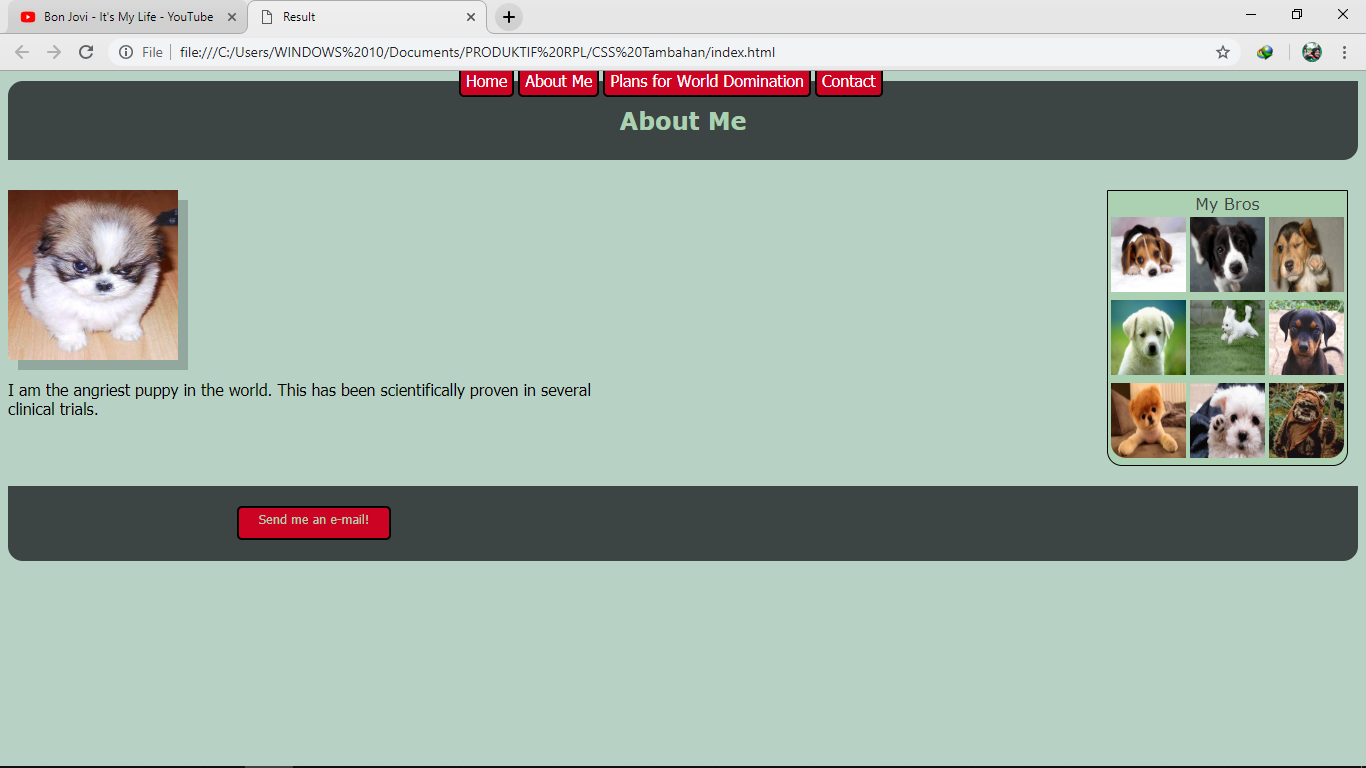 Bon Jovi - It's My Life - YouTube
Result
File
file:///C:/Users/WINDOWS%2010/Documents/PRODUKTIF%20RPL/CSS%20Tambahan/index.html
Home About Me Plans for World Domination Contact
About Me
My Bros
I am the angriest puppy in the world. This has been scientifically proven in several
clinical trials.
Send me an e-mail!